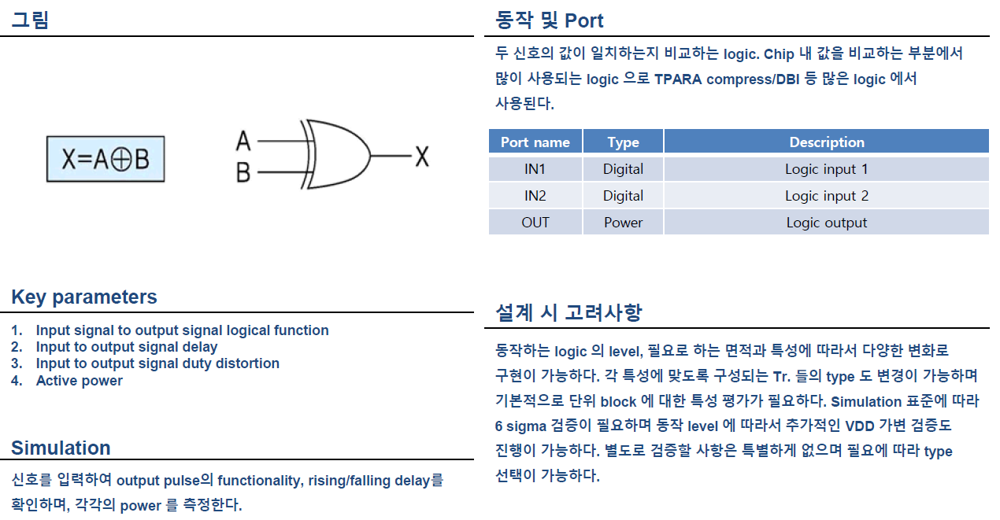 그림
X=A⊕B
A
B
X
Key parameters
1. Input signal to output signal logical function
2. Input to output signal delay
3. Input to output signal duty distortion
4. Active power
Simulation
신호를 입력하여 output pulse의 functionality, rising/falling delay를
확인하며, 각각의 power 를 측정한다.
동작 및 Port
두 신호의 값이 일치하는지 비교하는 logic. Chip 내 값을 비교하는 부분에서
많이 사용되는 logic 으로 TPARA compress/DBI 등 많은 logic 에서
사용된다.
Port name Type Description
IN1 Digital Logic input 1
IN2 Digital Logic input 2
OUT Power Logic output
설계 시 고려사항
동작하는 logic 의 level, 필요로 하는 면적과 특성에 따라서 다양한 변화로
구현이 가능하다. 각 특성에 맞도록 구성되는 Tr. 들의 type 도 변경이 가능하며
기본적으로 단위 block 에 대한 특성 평가가 필요하다. Simulation 표준에 따라
6 sigma 검증이 필요하며 동작 level 에 따라서 추가적인 VDD 가변 검증도
진행이 가능하다. 별도로 검증할 사항은 특별하게 없으며 필요에 따라 type
선택이 가능하다.